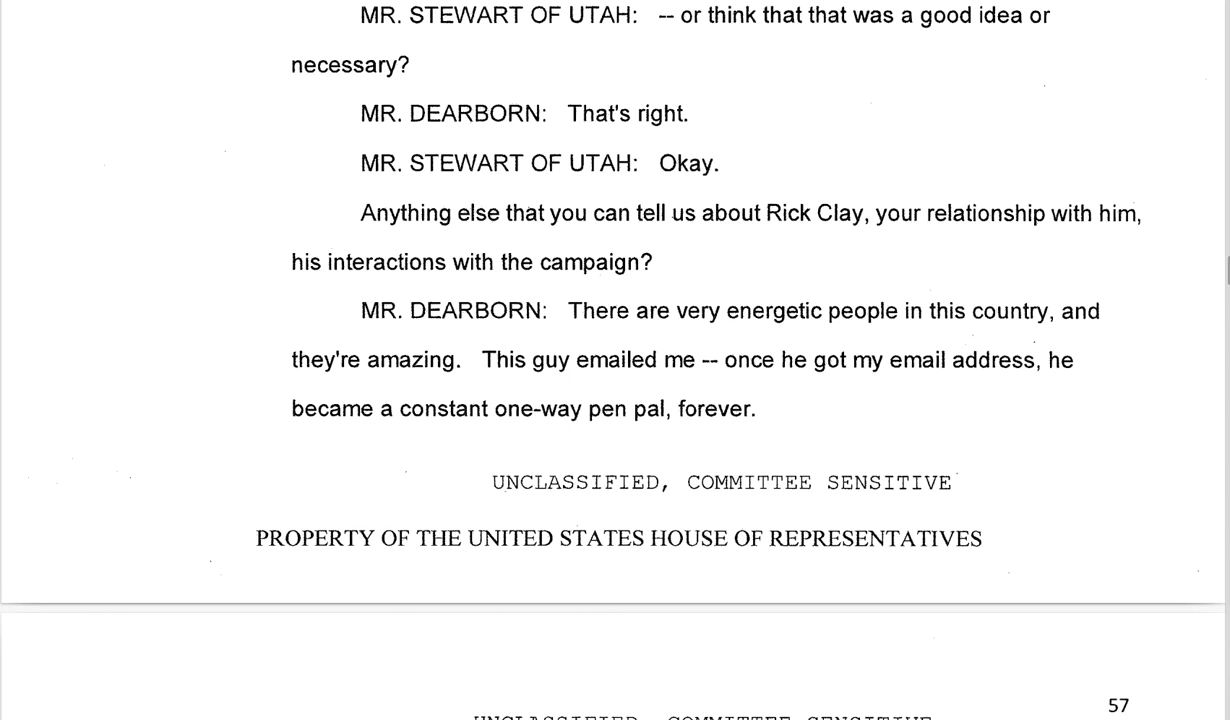 MR. STEWART OF UTAH: -- or think that that was a good idea or
necessary?
MR. DEARBORN: That's right.
MR. STEWART OF UTAH: Okay.
Anything else that you can tell us about Rick Clay, your relationship with him,
his interactions with the campaign?
MR. DEARBORN: There are very energetic people in this country, and
they're amazing. This guy emailed me -- once he got my email address, he
became a constant one-way pen pal, forever.
UNCLASSIFIED, COMMITTEE SENSITIVE
PROPERTY OF THE UNITED STATES HOUSE OF REPRESENTATIVES
57
UNCLASSIFIED, COMMITTEE SENSITIVE